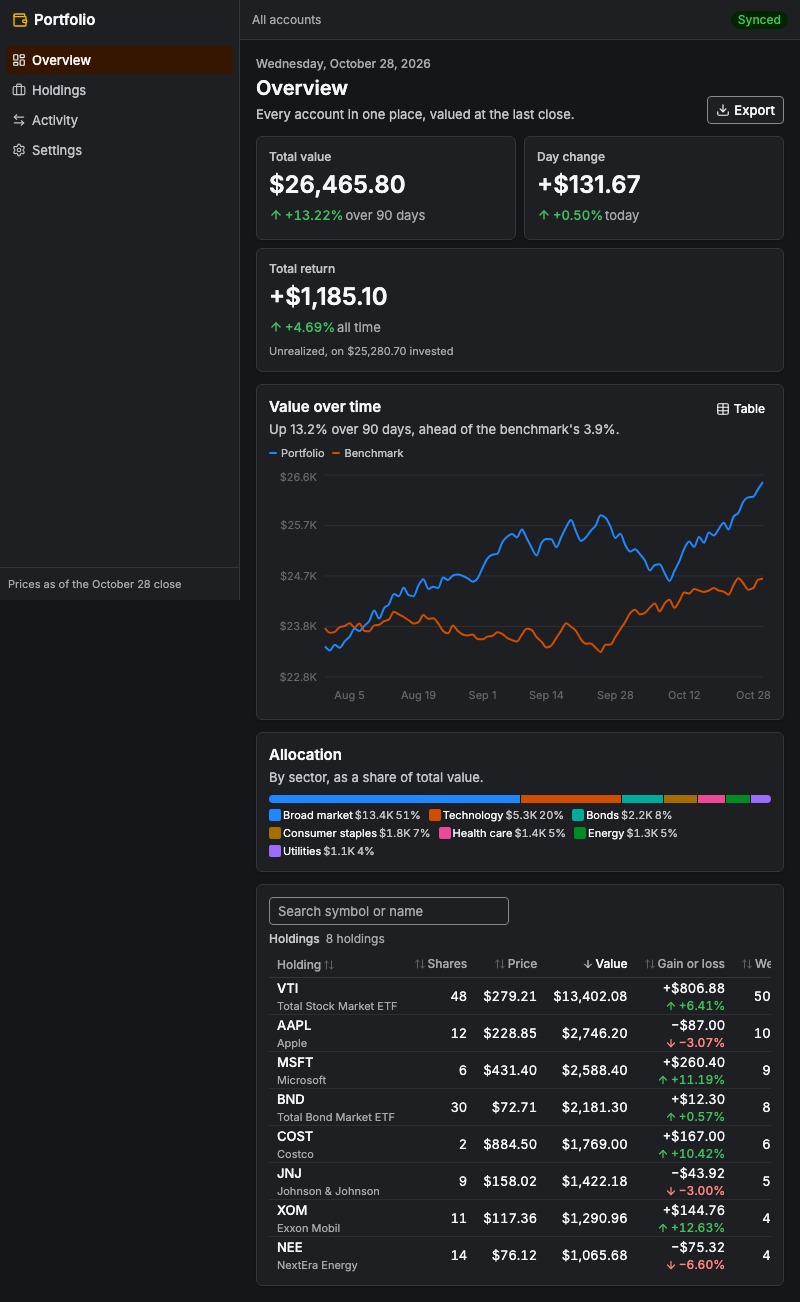 Portfolio
Overview
Holdings
Activity
Settings
Prices as of the October 28 close
All accounts
Synced
Wednesday, October 28, 2026
Overview
Every account in one place, valued at the last close.
Export
Total value
$26,465.80
+13.22% over 90 days
Day change
+$131.67
+0.50% today
Total return
+$1,185.10
+4.69% all time
Unrealized, on $25,280.70 invested
Value over time
Table
Up 13.2% over 90 days, ahead of the benchmark's 3.9%.
Portfolio Benchmark
$26.6K
$25.7K
$24.7K
$23.8K
$22.8K
Aug 5 Aug 19 Sep 1 Sep 14 Sep 28 Oct 12 Oct 28
Allocation
By sector, as a share of total value.
Broad market $13.4K 51% Technology $5.3K 20% Bonds $2.2K 8%
Consumer staples $1.8K 7% Health care $1.4K 5% Energy $1.3K 5%
Utilities $1.1K 4%
Search symbol or name
Holdings 8 holdings
Holding Shares Price Value Gain or loss We
VTI 48 $279.21 $13,402.08 +$806.88 50
Total Stock Market ETF +6.41%
AAPL 12 $228.85 $2,746.20 −$87.00 10
Apple −3.07%
MSFT 6 $431.40 $2,588.40 +$260.40 9
Microsoft +11.19%
BND 30 $72.71 $2,181.30 +$12.30 8
Total Bond Market ETF +0.57%
COST 2 $884.50 $1,769.00 +$167.00 6
Costco +10.42%
JNJ 9 $158.02 $1,422.18 −$43.92 5
Johnson & Johnson −3.00%
XOM 11 $117.36 $1,290.96 +$144.76 4
Exxon Mobil +12.63%
NEE 14 $76.12 $1,065.68 −$75.32 4
NextEra Energy −6.60%